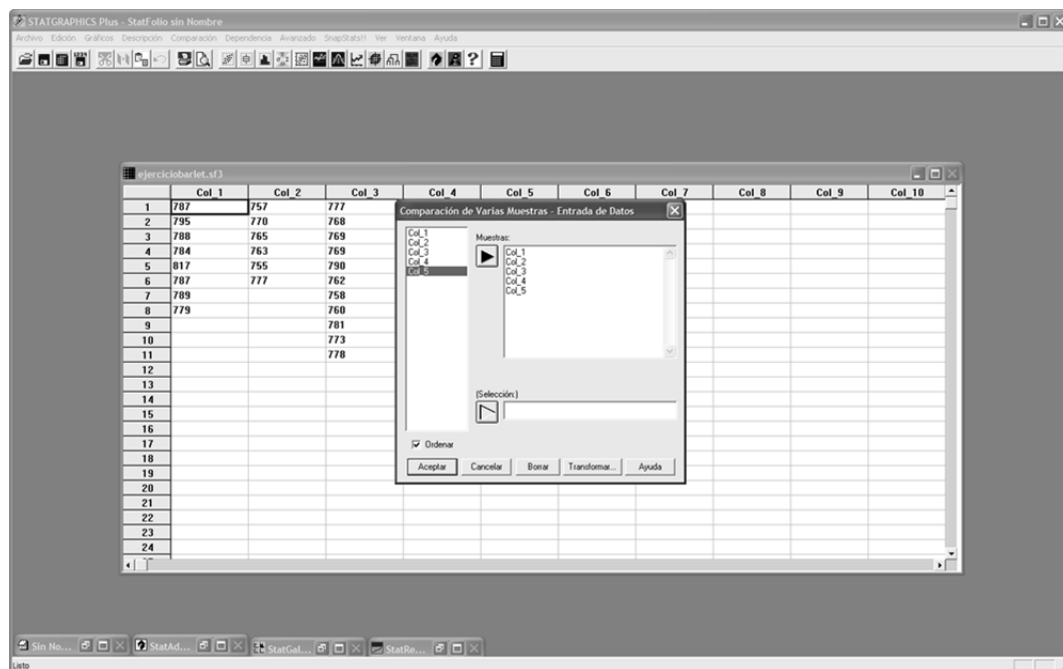 STATGRAPHICS Plus - StatFolio sin Nombre
Archivo Edición Gráficos Descripción Comparación Dependencia Avanzado SnapStats!! Ver Ventana Ayuda
ejerciciobarlet.sf3
Col_1 Col_2 Col_3 Col_4 Col_5 Col_6 Col_7 Col_8 Col_9 Col_10
1 787 757 777
2 795 770 768
3 788 765 769
4 784 763 769
5 817 755 790
6 787 777 762
7 789 758
8 779 760
9 781
10 773
11 778
12
13
14
15
16
17
18
19
20
21
22
23
24
Comparación de Varias Muestras - Entrada de Datos
Col_1
Col_2
Col_3
Col_4
Col_5
Muestras:
Col_1
Col_2
Col_3
Col_4
Col_5
(Selección:)
Ordenar
Aceptar Cancelar Borrar Transformar... Ayuda
Sin No... StatAd... StatGal... StatRe...
Listo